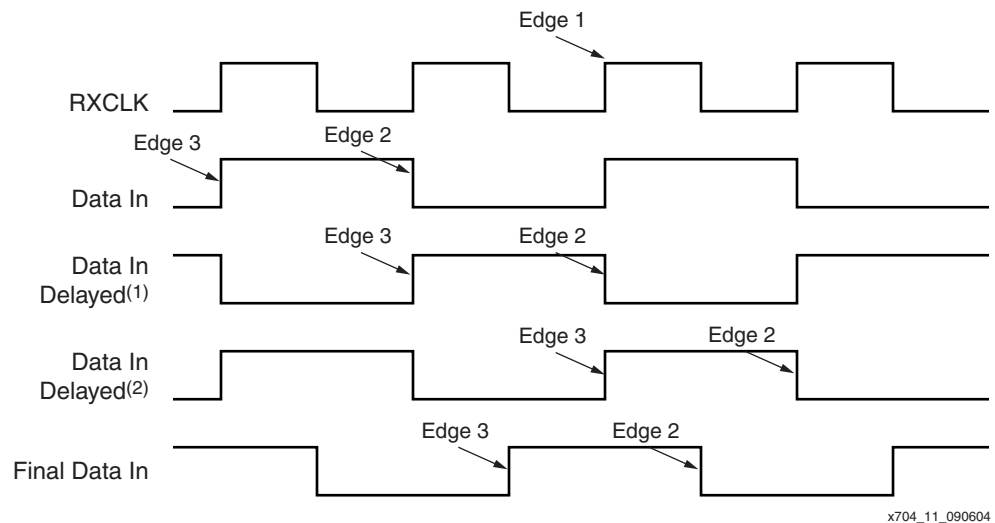 Edge 1
RXCLK
Edge 3
Edge 2
Data In
Edge 3
Edge 2
Data In
Delayed(1)
Edge 3
Edge 2
Data In
Delayed(2)
Edge 3
Edge 2
Final Data In
x704_11_090604